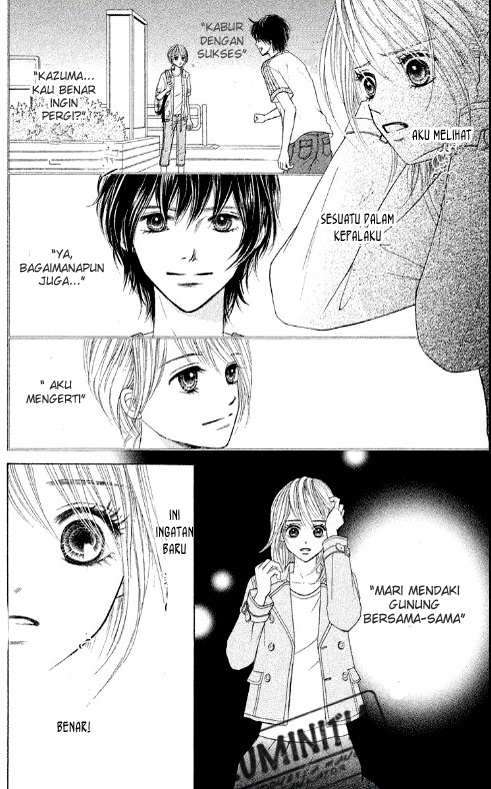 "KABUR
DENGAN
SUKSES"
"KAZUMA...
KAU BENAR
INGIN
PERGI?"
AKU MELIHAT
SESUATU DALAM
KEPALAKU
"YA,
BAGAIMANAPUN
JUGA..."
" AKU
MENGERTI"
INI
INGATAN
BARU
"MARI MENDAKI
GUNUNG
BERSAMA-SAMA"
BENAR!